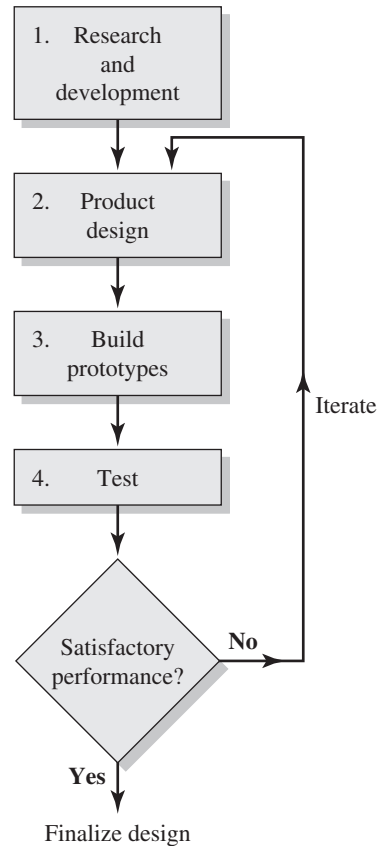 1. Research
and
development
2. Product
design
3. Build
prototypes
Iterate
4. Test
Satisfactory
performance?
No
Yes
Finalize design